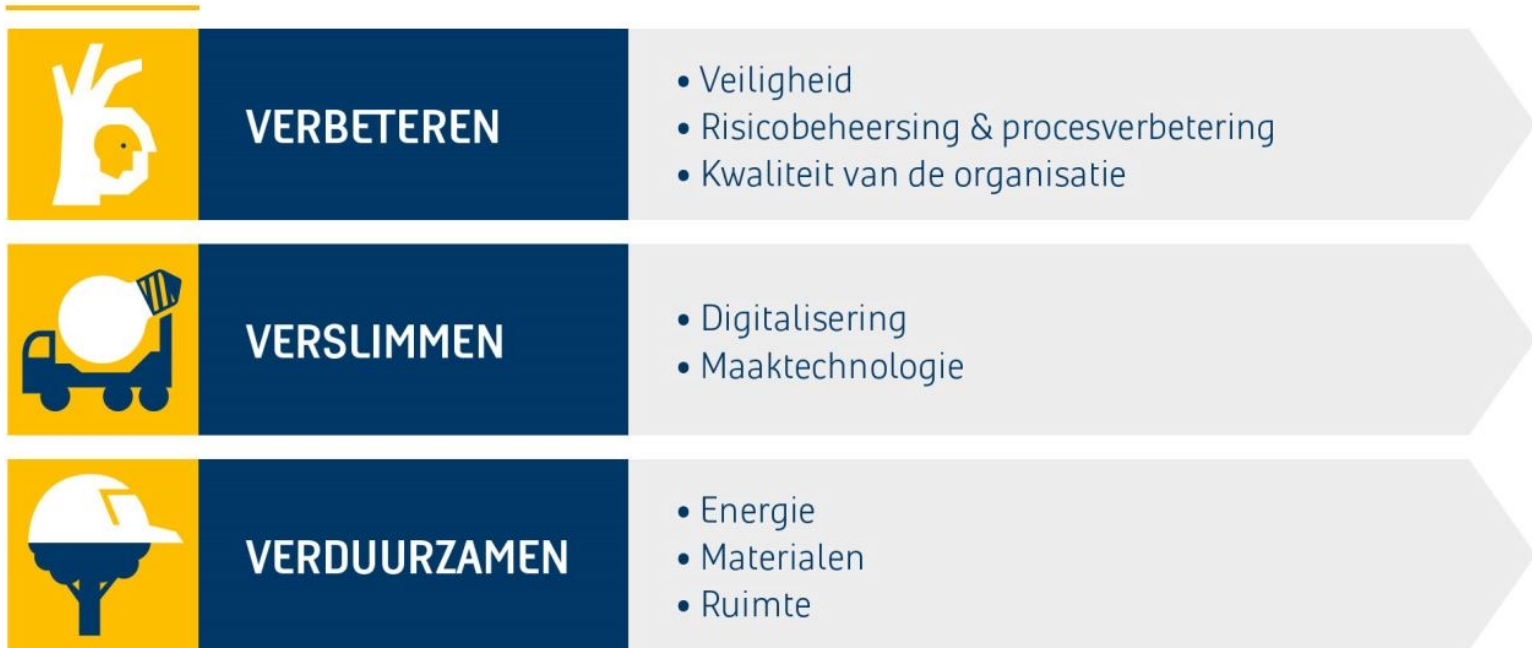 VERBETEREN
• Veiligheid
• Risicobeheersing & procesverbetering
• Kwaliteit van de organisatie
VERSLIMMEN
• Digitalisering
• Maaktechnologie
VERDUURZAMEN
• Energie
• Materialen
• Ruimte